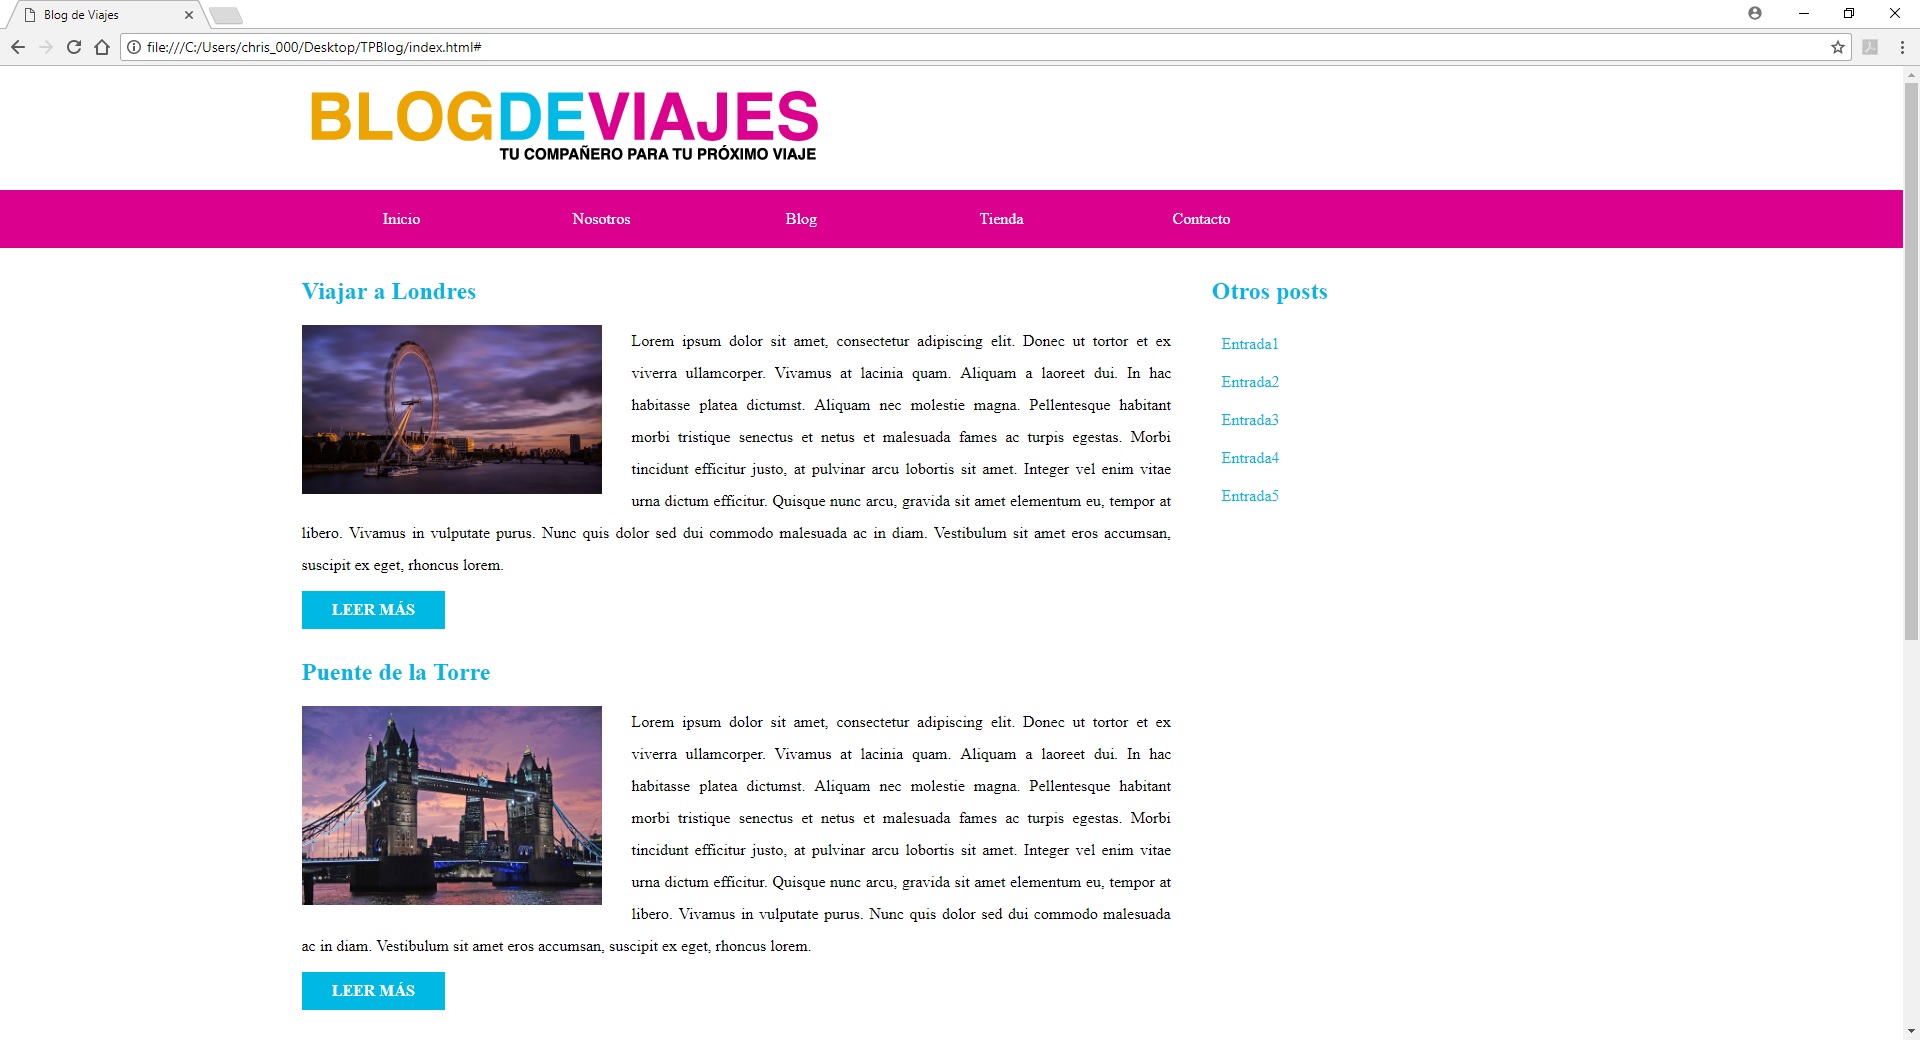 Blog de Viajes
file:///C:/Users/chris_000/Desktop/TPBlog/index.html#
BLOGDEVIAJES
TU COMPAÑERO PARA TU PRÓXIMO VIAJE
Inicio Nosotros Blog Tienda Contacto
Viajar a Londres
Lorem ipsum dolor sit amet, consectetur adipiscing elit. Donec ut tortor et ex
viverra ullamcorper. Vivamus at lacinia quam. Aliquam a laoreet dui. In hac
habitasse platea dictumst. Aliquam nec molestie magna. Pellentesque habitant
morbi tristique senectus et netus et malesuada fames ac turpis egestas. Morbi
tincidunt efficitur justo, at pulvinar arcu lobortis sit amet. Integer vel enim vitae
urna dictum efficitur. Quisque nunc arcu, gravida sit amet elementum eu, tempor at
libero. Vivamus in vulputate purus. Nunc quis dolor sed dui commodo malesuada ac in diam. Vestibulum sit amet eros accumsan,
suscipit ex eget, rhoncus lorem.
LEER MÁS
Puente de la Torre
Lorem ipsum dolor sit amet, consectetur adipiscing elit. Donec ut tortor et ex
viverra ullamcorper. Vivamus at lacinia quam. Aliquam a laoreet dui. In hac
habitasse platea dictumst. Aliquam nec molestie magna. Pellentesque habitant
morbi tristique senectus et netus et malesuada fames ac turpis egestas. Morbi
tincidunt efficitur justo, at pulvinar arcu lobortis sit amet. Integer vel enim vitae
urna dictum efficitur. Quisque nunc arcu, gravida sit amet elementum eu, tempor at
libero. Vivamus in vulputate purus. Nunc quis dolor sed dui commodo malesuada
ac in diam. Vestibulum sit amet eros accumsan, suscipit ex eget, rhoncus lorem.
LEER MÁS
Otros posts
Entrada1
Entrada2
Entrada3
Entrada4
Entrada5